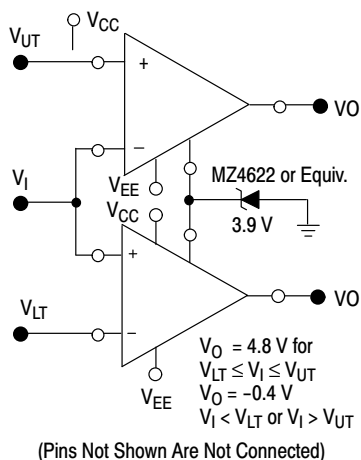 VCC
VUT
+
VO
−
VEE
VI
VCC
MZ4622 or Equiv.
3.9 V
+
VO
VLT
−
VEE
VO = 4.8 V for
VLT ≤ VI ≤ VUT
VO = −0.4 V
VI < VLT or VI > VUT
(Pins Not Shown Are Not Connected)